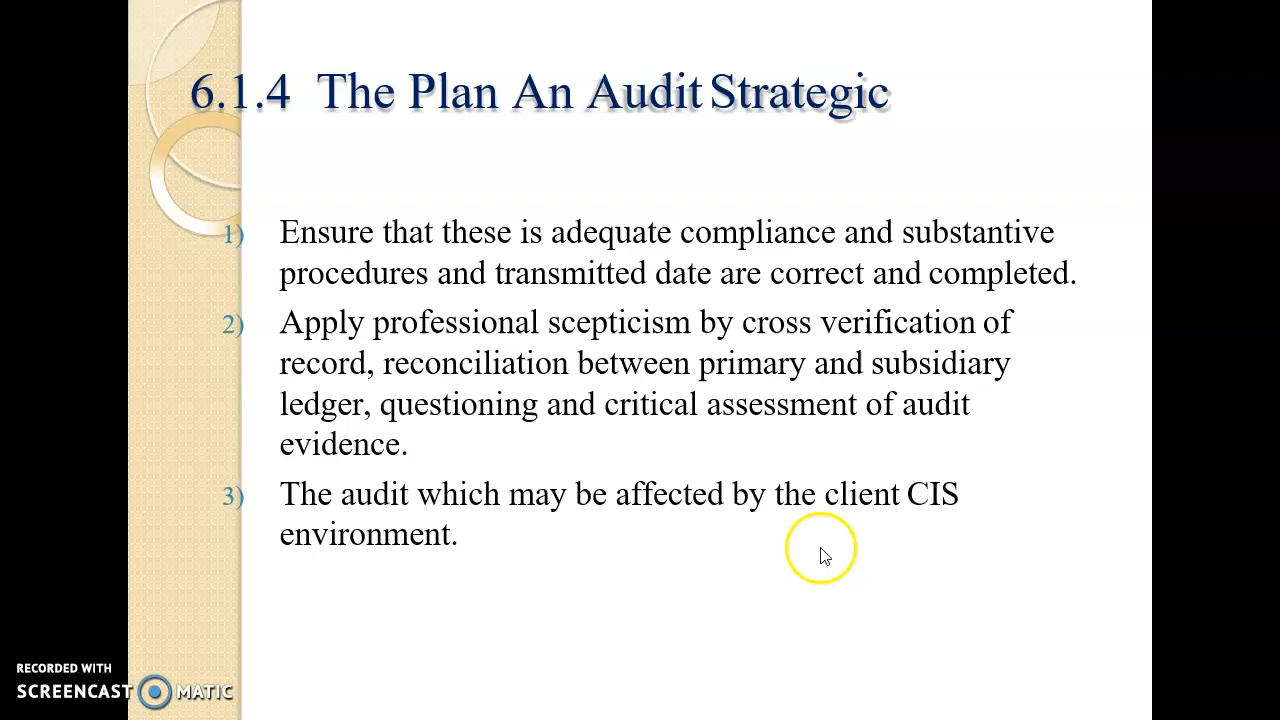 6.1.4 The Plan An Audit Strategic
1) Ensure that these is adequate compliance and substantive
procedures and transmitted date are correct and completed.
2) Apply professional scepticism by cross verification of
record, reconciliation between primary and subsidiary
ledger, questioning and critical assessment of audit
evidence.
3) The audit which may be affected by the client CIS
environment.
RECORDED WITH
SCREENCAST MATIC